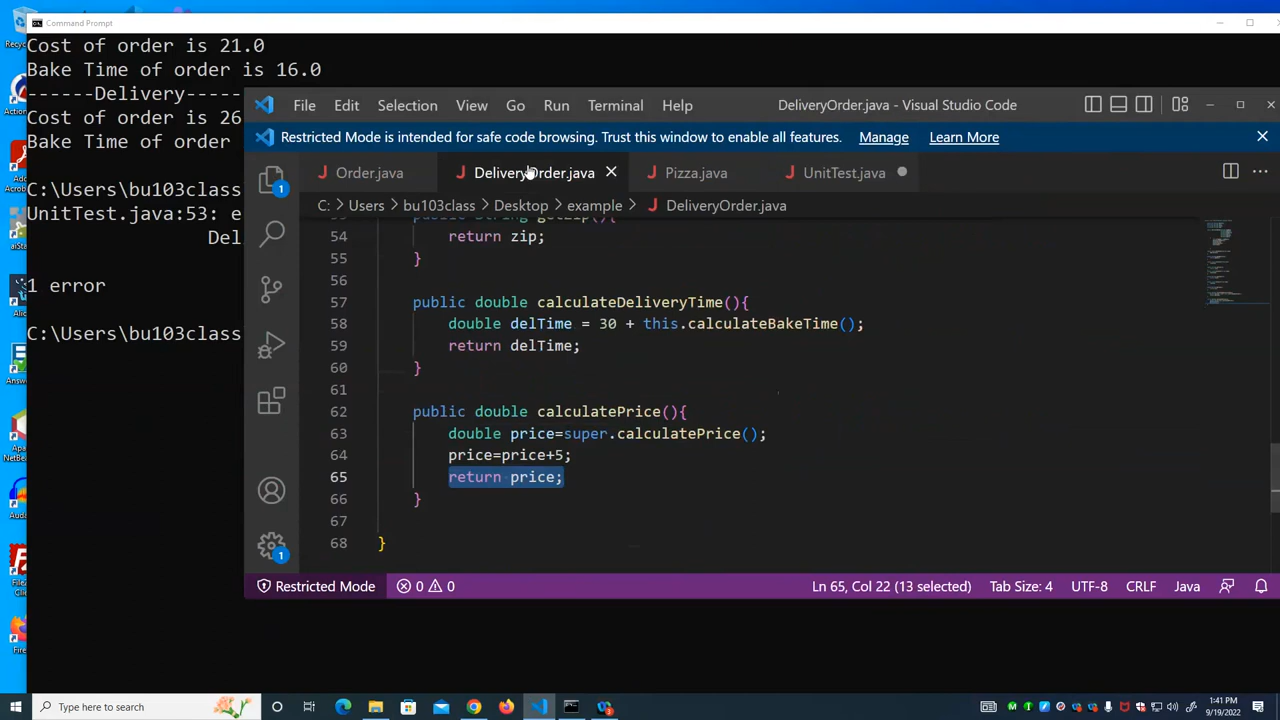 Command Prompt
Cost of order is 21.0
Bake Time of order is 16.0
------Delivery-----
Cost of order is 26
Bake Time of order
C:\Users\bu103class
UnitTest.java:53: e
Del
1 error
C:\Users\bu103class
File Edit Selection View Go Run Terminal Help
DeliveryOrder.java - Visual Studio Code
Restricted Mode is intended for safe code browsing. Trust this window to enable all features. Manage Learn More
J Order.java
J DeliveryOrder.java
J Pizza.java
J UnitTest.java
C: > Users > bu103class > Desktop > example > J DeliveryOrder.java
53 public String getZip(){
54 return zip;
55 }
56
57 public double calculateDeliveryTime(){
58 double delTime = 30 + this.calculateBakeTime();
59 return delTime;
60 }
61
62 public double calculatePrice(){
63 double price=super.calculatePrice();
64 price=price+5;
65 return price;
66 }
67
68 }
1
1
Restricted Mode 0 0 Ln 65, Col 22 (13 selected) Tab Size: 4 UTF-8 CRLF Java
Type here to search
1:41 PM
9/19/2022